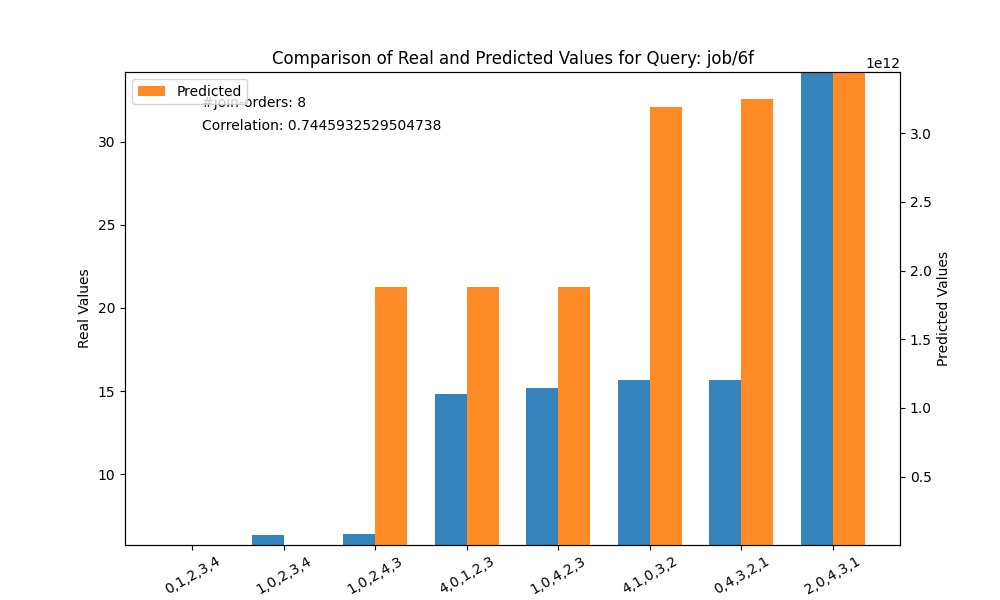 Comparison of Real and Predicted Values for Query: job/6f
1e12
Predicted
#join-orders: 8
Correlation: 0.7445932529504738
Real Values
30
25
20
15
10
Predicted Values
3.0
2.5
2.0
1.5
1.0
0.5
0,1,2,3,4
1,0,2,3,4
1,0,2,4,3
4,0,1,2,3
1,0,4,2,3
4,1,0,3,2
0,4,3,2,1
2,0,4,3,1